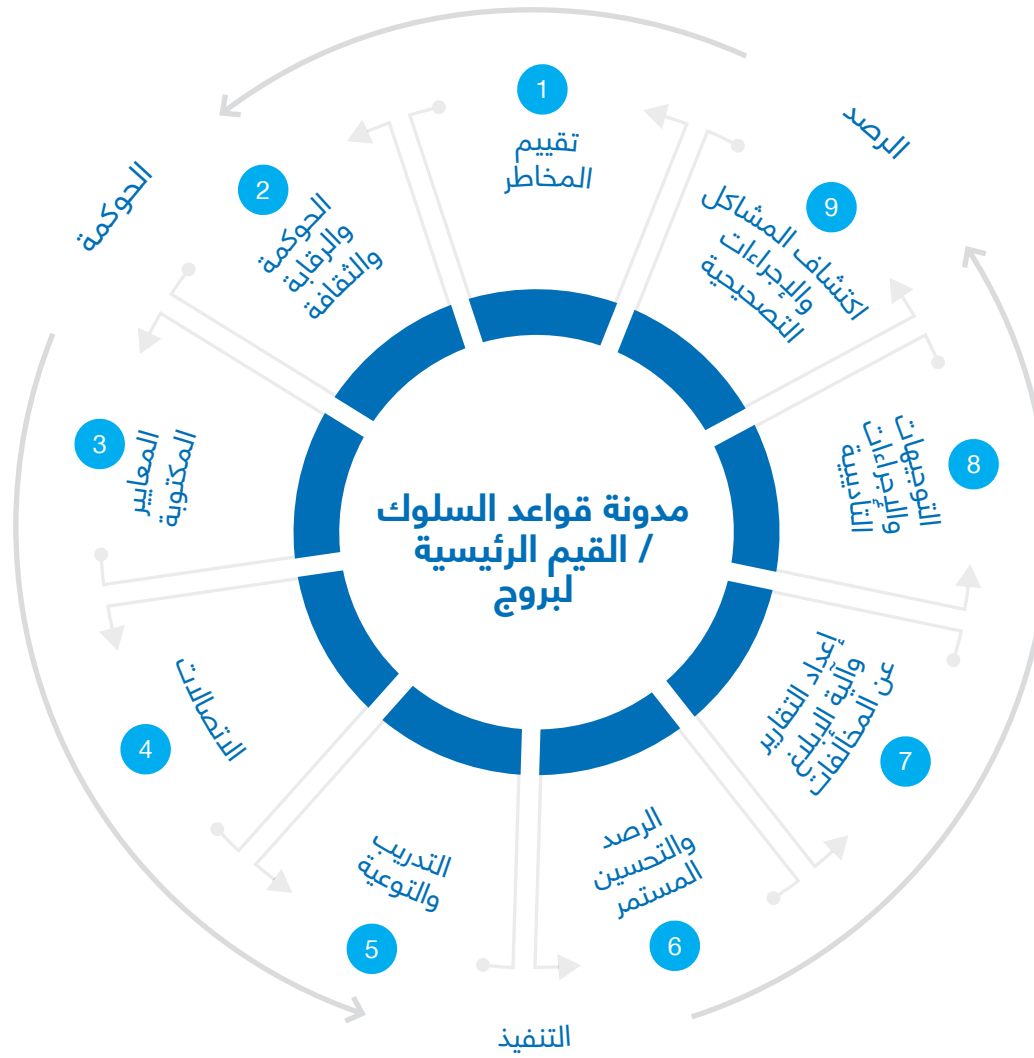 مدونة قواعد السلوك
/ القيم الرئيسية
لبروج
1
تقييم
المخاطر
2
الحوكمة
والرقابة
والثقافة
الحوكمة
3
المعايير
المكتوبة
4
الاتصالات
5
التدريب
والتوعية
التنفيذ
6
الرصد
والتحسين
المستمر
7
إعداد التقارير
وآلية الإبلاغ
عن المخالفات
8
التوجيهات
والإجراءات
التأديبية
9
اكتشاف المشاكل
والإجراءات
التصحيحية
الرصد